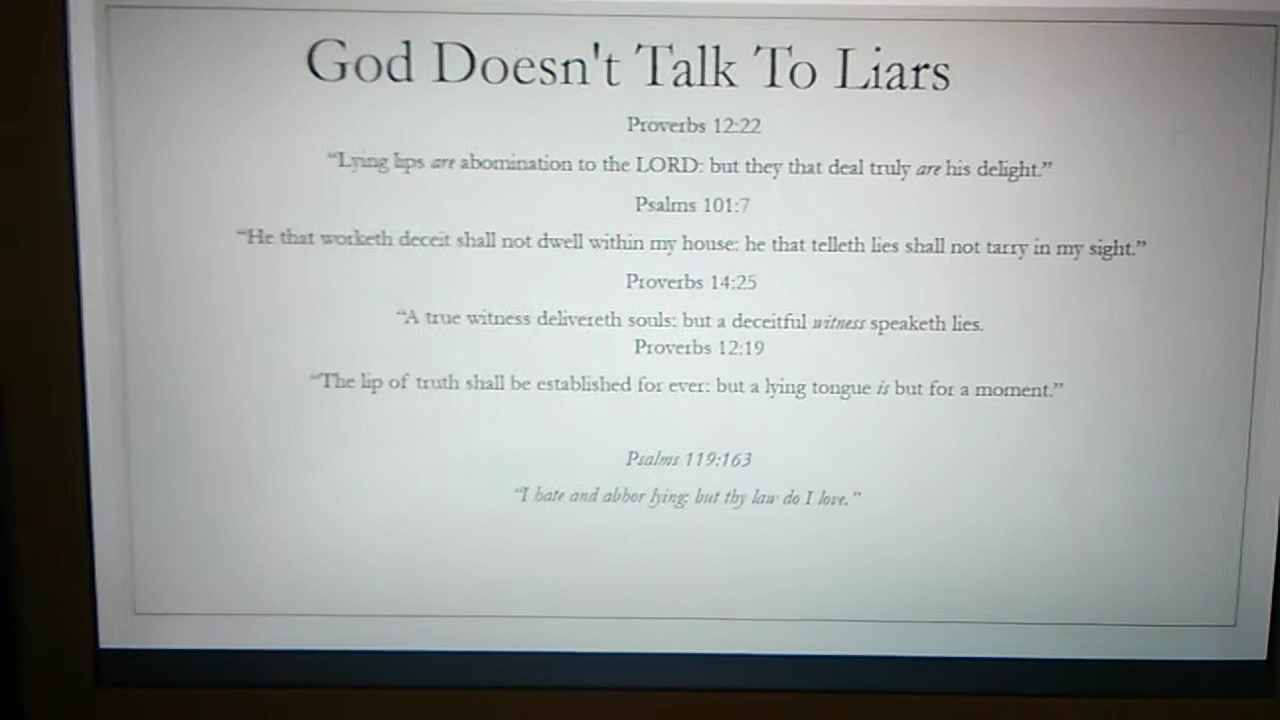 God Doesn't Talk To Liars
Proverbs 12:22
“Lying lips are abomination to the LORD: but they that deal truly are his delight.”
Psalms 101:7
“He that worketh deceit shall not dwell within my house: he that telleth lies shall not tarry in my sight.”
Proverbs 14:25
“A true witness delivereth souls: but a deceitful witness speaketh lies.
Proverbs 12:19
“The lip of truth shall be established for ever: but a lying tongue is but for a moment.”
Psalms 119:163
“I hate and abhor lying: but thy law do I love.”